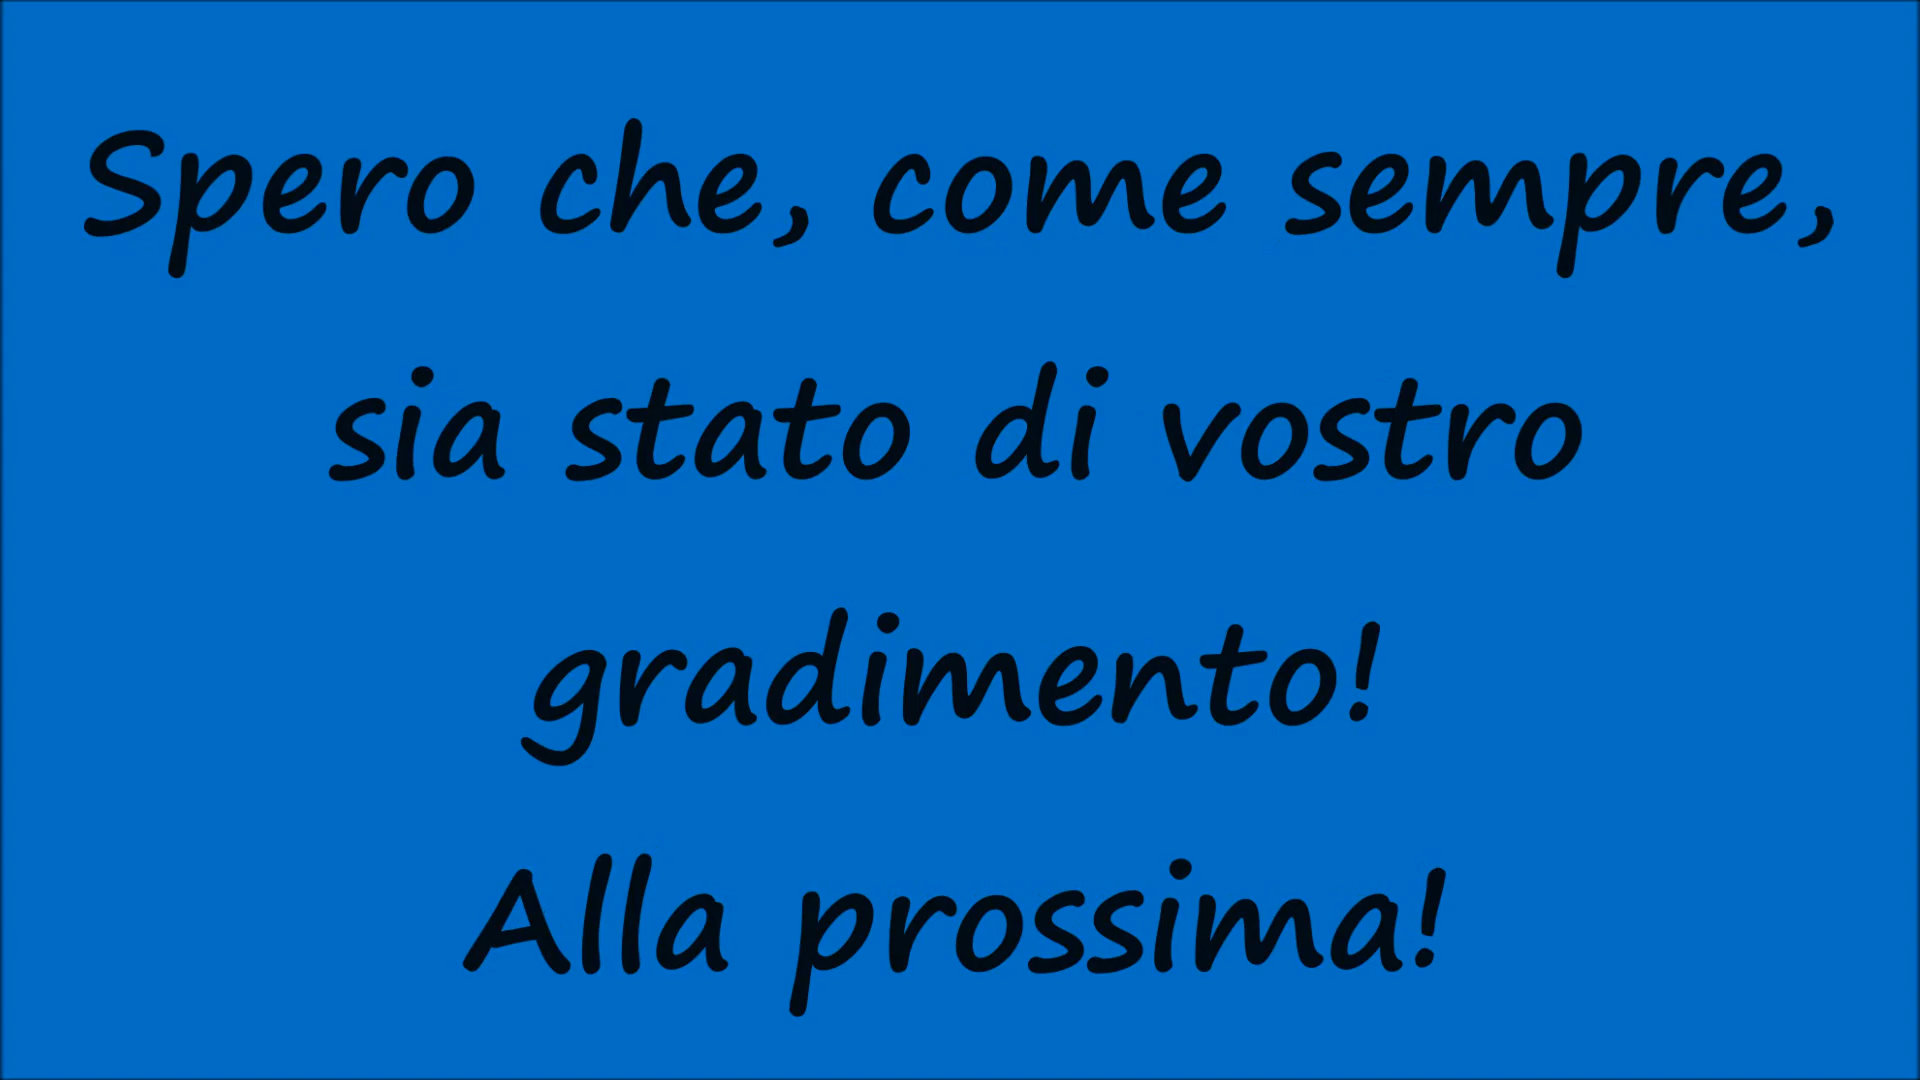 Spero che, come sempre,
sia stato di vostro
gradimento!
Alla prossima!